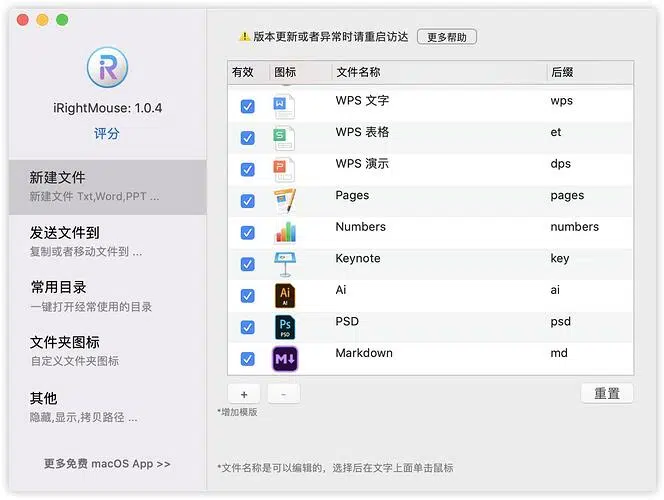 iRightMouse: 1.0.4
评分
新建文件
新建文件 Txt,Word,PPT ...
发送文件到
复制或者移动文件到 ...
常用目录
一键打开经常使用的目录
文件夹图标
自定义文件夹图标
其他
隐藏,显示,拷贝路径 ...
更多免费 macOS App >>
版本更新或者异常时请重启访达 更多帮助
有效 图标 文件名称 后缀
W WPS 文字 wps
S WPS 表格 et
P WPS 演示 dps
Pages pages
Numbers numbers
Keynote key
Ai AI Ai ai
Ps PSD PSD psd
M Markdown md
+ -
重置
*增加模版
*文件名称是可以编辑的，选择后在文字上面单击鼠标